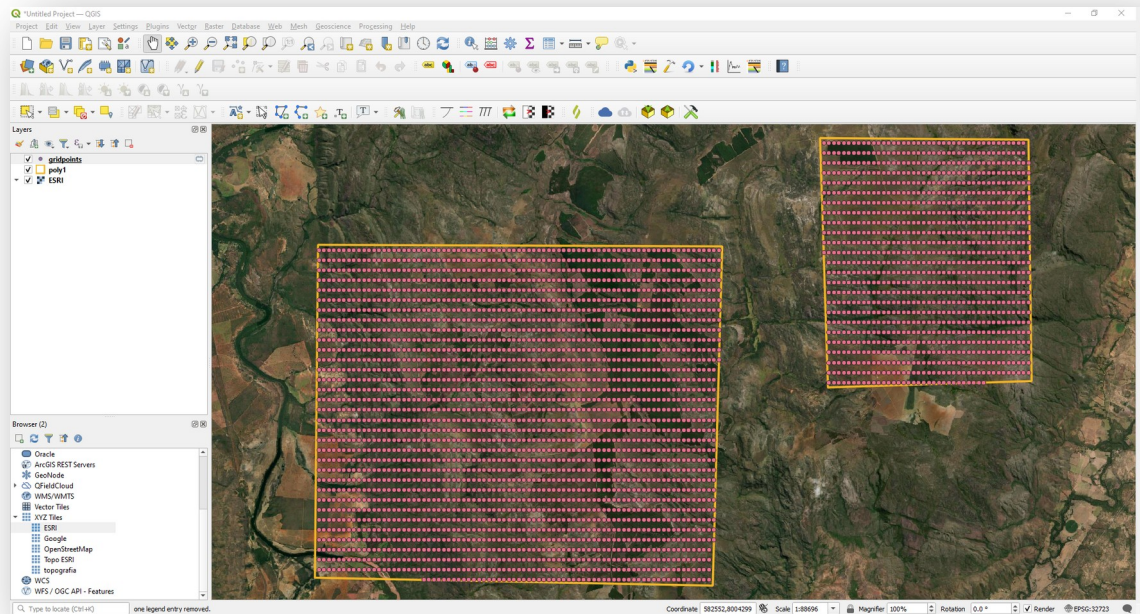 *Untitled Project — QGIS
Project Edit View Layer Settings Plugins Vector Raster Database Web Mesh Geoscience Processing Help
Layers
gridpoints
poly1
ESRI
Browser (2)
Oracle
ArcGIS REST Servers
GeoNode
QFieldCloud
WMS/WMTS
Vector Tiles
XYZ Tiles
ESRI
Google
OpenStreetMap
Topo ESRI
topografia
WCS
WFS / OGC API - Features
Type to locate (Ctrl+K) one legend entry removed. Coordinate 582552,8004299 Scale 1:88696 Magnifier 100% Rotation 0.0 ° Render EPSG:32723